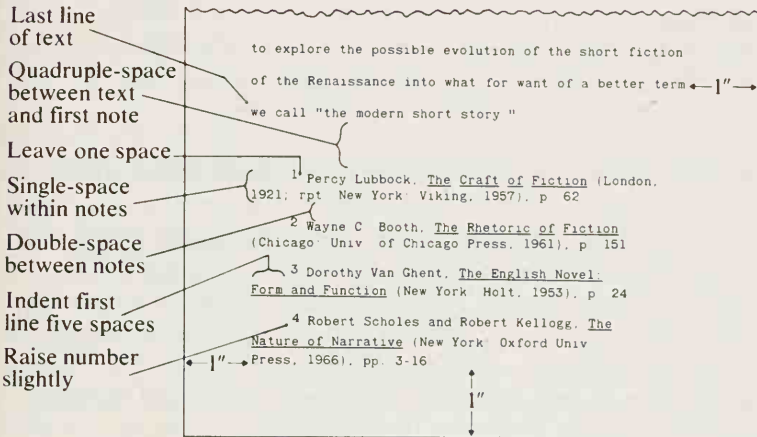 Last line
of text
Quadruple-space
between text
and first note
Leave one space
Single-space
within notes
Double-space
between notes
Indent first
line five spaces
Raise number
slightly
to explore the possible evolution of the short fiction
of the Renaissance into what for want of a better term
1"
we call "the modern short story "
1 Percy Lubbock, The Craft of Fiction (London,
1921; rpt New York Viking, 1957), p 62
2 Wayne C Booth, The Rhetoric of Fiction
(Chicago Univ of Chicago Press, 1961), p 151
3 Dorothy Van Ghent, The English Novel:
Form and Function (New York Holt, 1953), p 24
4 Robert Scholes and Robert Kellogg, The
Nature of Narrative (New York Oxford Univ
1"
Press, 1966), pp. 3-16
1"